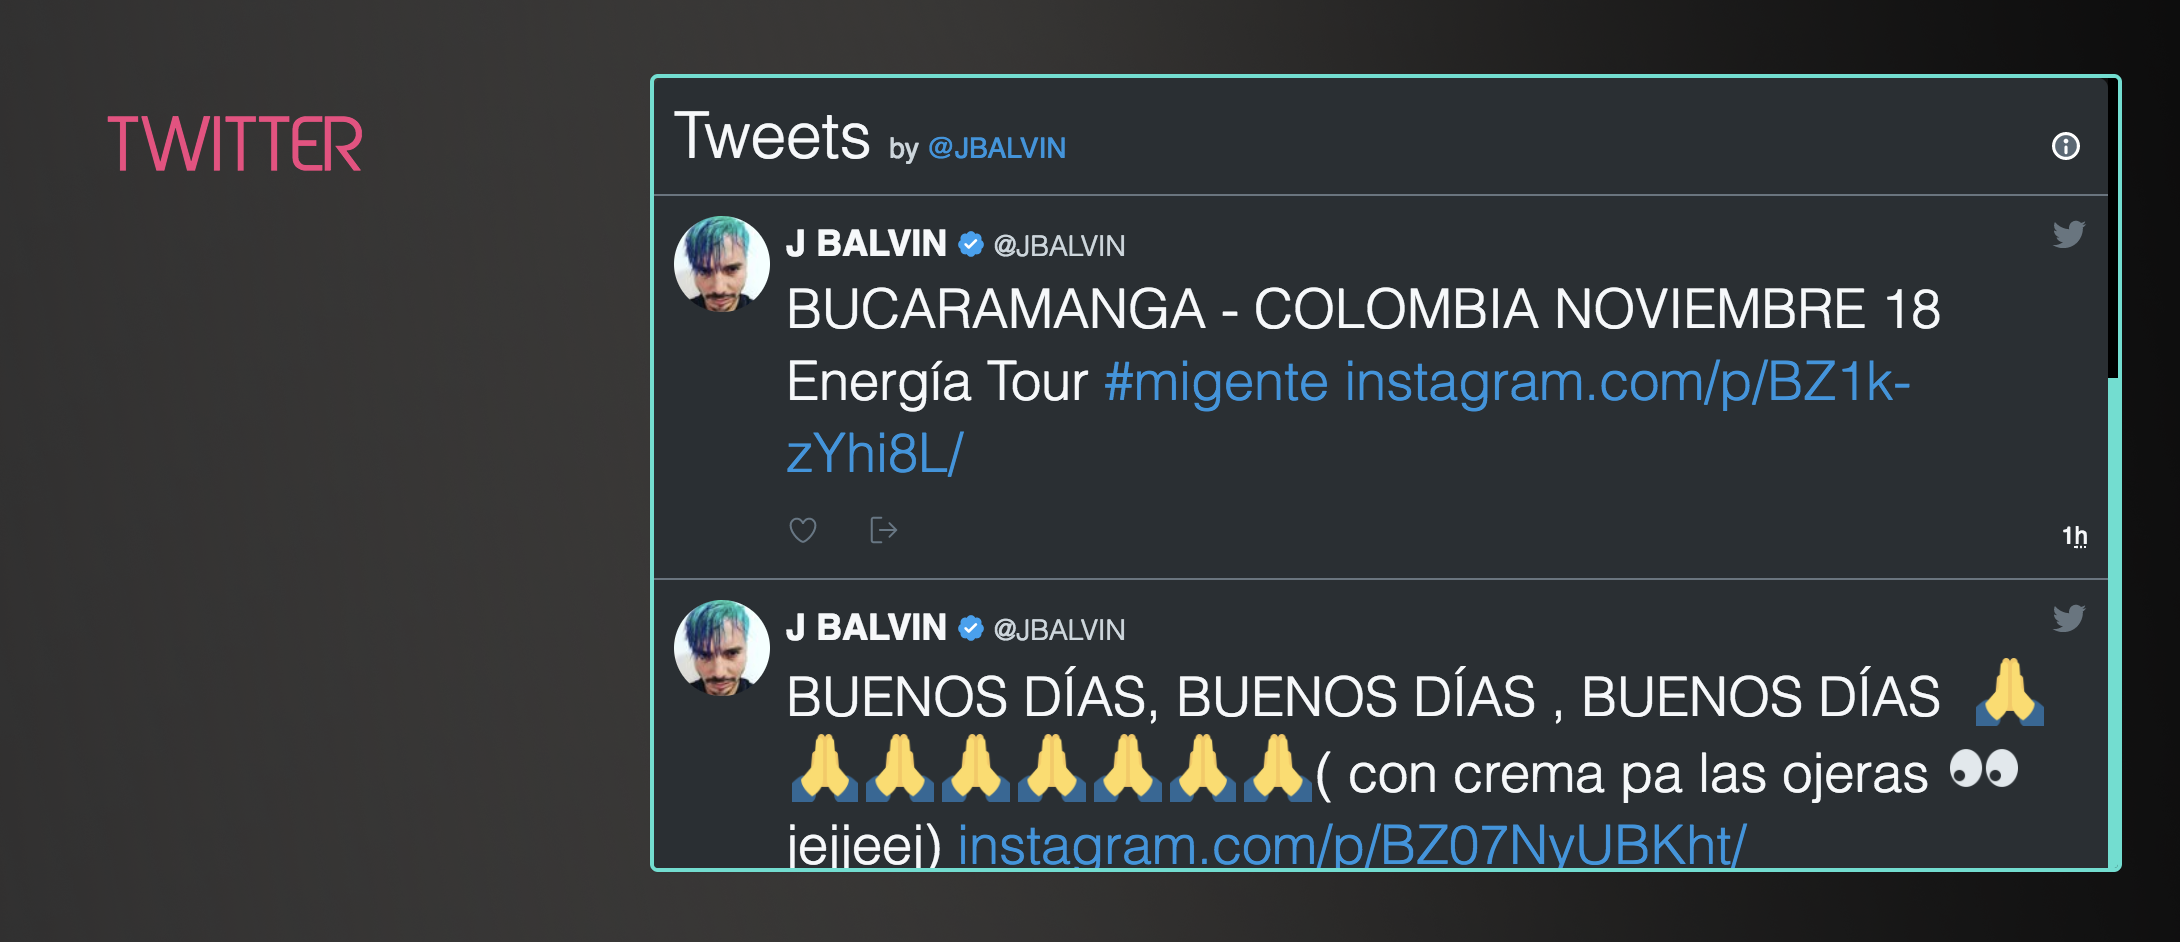 TWITTER
Tweets by @JBALVIN
J BALVIN @JBALVIN
BUCARAMANGA - COLOMBIA NOVIEMBRE 18
Energía Tour #migente instagram.com/p/BZ1k-
zYhi8L/
1h
J BALVIN @JBALVIN
BUENOS DÍAS, BUENOS DÍAS , BUENOS DÍAS 🙏
🙏🙏🙏🙏🙏🙏🙏( con crema pa las ojeras 👀
jejjeej) instagram.com/p/BZ07NyUBKht/